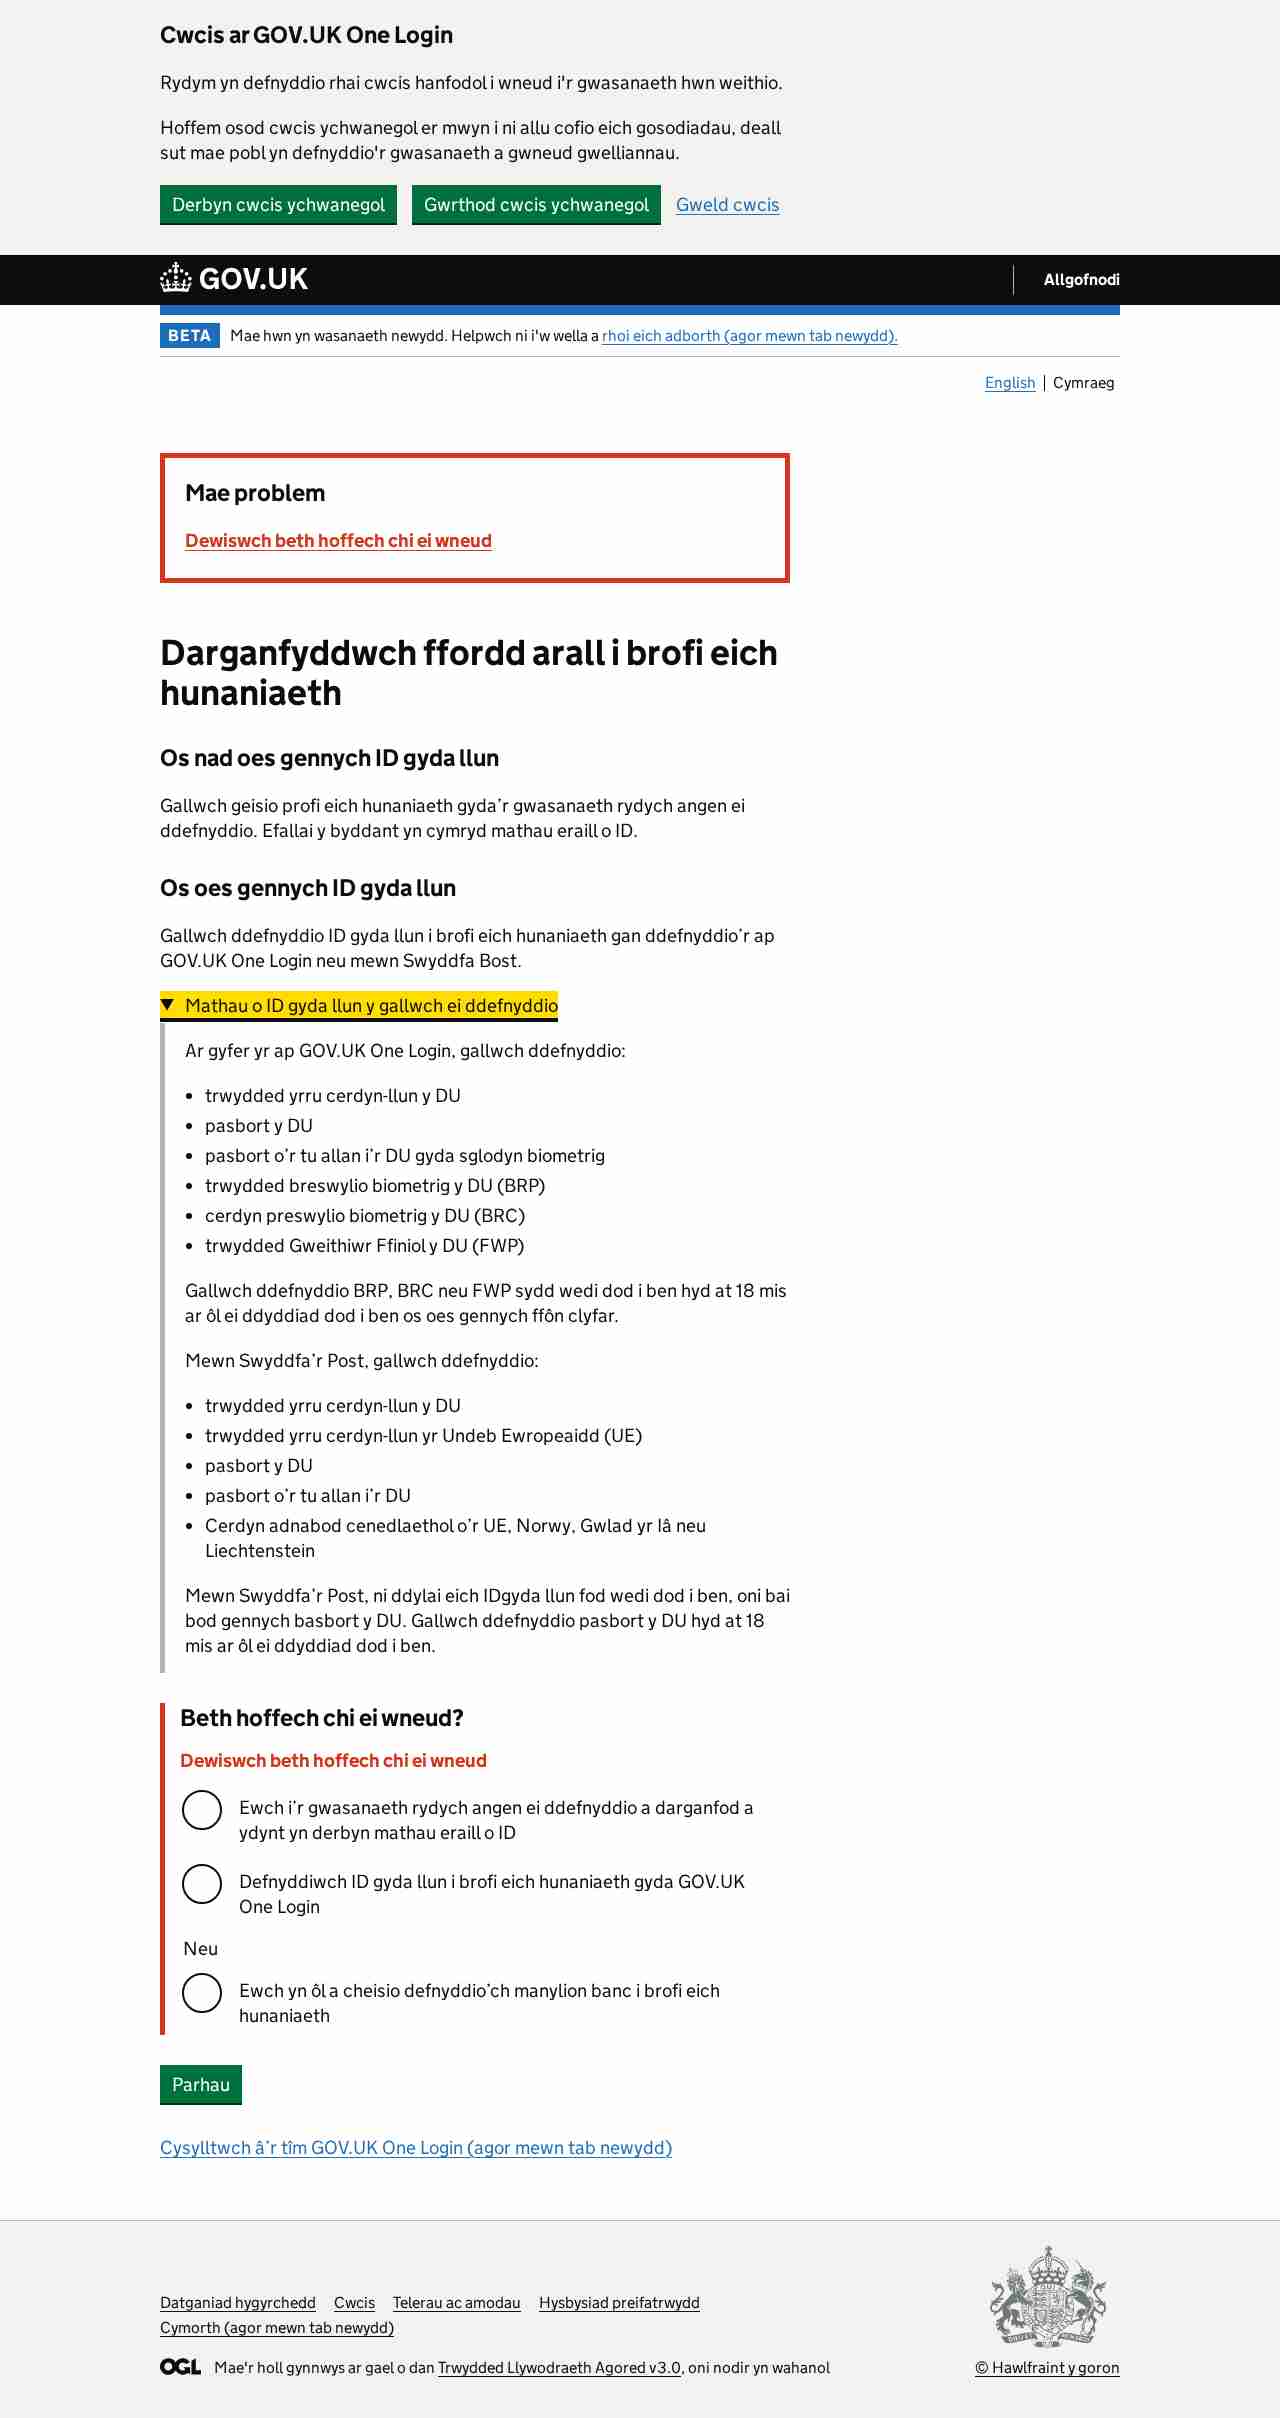 Cwcis ar GOV.UK One Login
Rydym yn defnyddio rhai cwcis hanfodol i wneud i'r gwasanaeth hwn weithio.
Hoffem osod cwcis ychwanegol er mwyn i ni allu cofio eich gosodiadau, deall
sut mae pobl yn defnyddio'r gwasanaeth a gwneud gwelliannau.
Derbyn cwcis ychwanegol Gwrthod cwcis ychwanegol Gweld cwcis
GOV.UK Allgofnodi
BETA Mae hwn yn wasanaeth newydd. Helpwch ni i'w wella a rhoi eich adborth (agor mewn tab newydd).
English Cymraeg
Mae problem
Dewiswch beth hoffech chi ei wneud
Darganfyddwch ffordd arall i brofi eich
hunaniaeth
Os nad oes gennych ID gyda llun
Gallwch geisio profi eich hunaniaeth gyda’r gwasanaeth rydych angen ei
ddefnyddio. Efallai y byddant yn cymryd mathau eraill o ID.
Os oes gennych ID gyda llun
Gallwch ddefnyddio ID gyda llun i brofi eich hunaniaeth gan ddefnyddio’r ap
GOV.UK One Login neu mewn Swyddfa Bost.
Mathau o ID gyda llun y gallwch ei ddefnyddio
Ar gyfer yr ap GOV.UK One Login, gallwch ddefnyddio:
• trwydded yrru cerdyn-llun y DU
• pasbort y DU
• pasbort o’r tu allan i’r DU gyda sglodyn biometrig
• trwydded breswylio biometrig y DU (BRP)
• cerdyn preswylio biometrig y DU (BRC)
• trwydded Gweithiwr Ffiniol y DU (FWP)
Gallwch ddefnyddio BRP, BRC neu FWP sydd wedi dod i ben hyd at 18 mis
ar ôl ei ddyddiad dod i ben os oes gennych ffôn clyfar.
Mewn Swyddfa’r Post, gallwch ddefnyddio:
• trwydded yrru cerdyn-llun y DU
• trwydded yrru cerdyn-llun yr Undeb Ewropeaidd (UE)
• pasbort y DU
• pasbort o’r tu allan i’r DU
• Cerdyn adnabod cenedlaethol o’r UE, Norwy, Gwlad yr Iâ neu
Liechtenstein
Mewn Swyddfa’r Post, ni ddylai eich IDgyda llun fod wedi dod i ben, oni bai
bod gennych basbort y DU. Gallwch ddefnyddio pasbort y DU hyd at 18
mis ar ôl ei ddyddiad dod i ben.
Beth hoffech chi ei wneud?
Dewiswch beth hoffech chi ei wneud
Ewch i’r gwasanaeth rydych angen ei ddefnyddio a darganfod a
ydynt yn derbyn mathau eraill o ID
Defnyddiwch ID gyda llun i brofi eich hunaniaeth gyda GOV.UK
One Login
Neu
Ewch yn ôl a cheisio defnyddio’ch manylion banc i brofi eich
hunaniaeth
Parhau
Cysylltwch â’r tîm GOV.UK One Login (agor mewn tab newydd)
Datganiad hygyrchedd Cwcis Telerau ac amodau Hysbysiad preifatrwydd
Cymorth (agor mewn tab newydd)
OGL Mae'r holl gynnwys ar gael o dan Trwydded Llywodraeth Agored v3.0, oni nodir yn wahanol
© Hawlfraint y goron